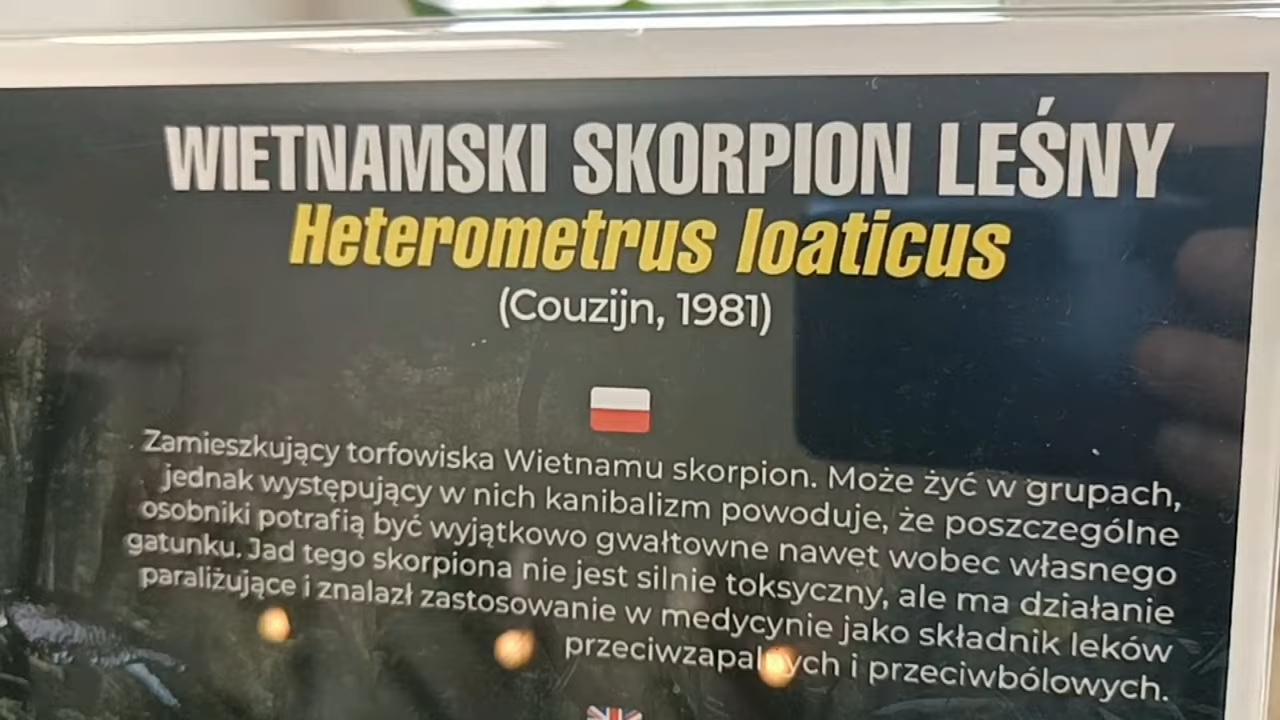 WIETNAMSKI SKORPION LEŚNY
Heterometrus loaticus
(Couzijn, 1981)
Zamieszkujący torfowiska Wietnamu skorpion. Może żyć w grupach,
jednak występujący w nich kanibalizm powoduje, że poszczególne
osobniki potrafią być wyjątkowo gwałtowne nawet wobec własnego
gatunku. Jad tego skorpiona nie jest silnie toksyczny, ale ma działanie
paraliżujące i znalazł zastosowanie w medycynie jako składnik leków
przeciwzapalnych i przeciwbólowych.